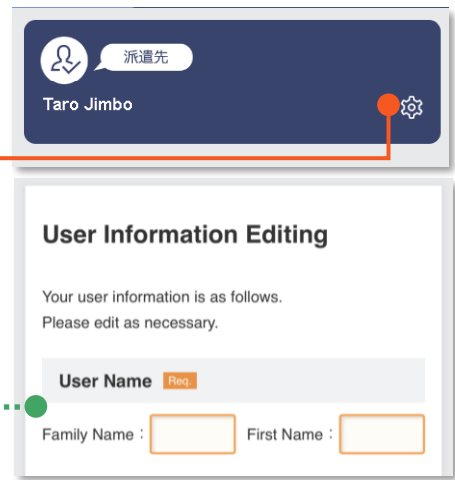 派遣先
Taro Jimbo
User Information Editing
Your user information is as follows.
Please edit as necessary.
User Name Req.
Family Name : First Name :